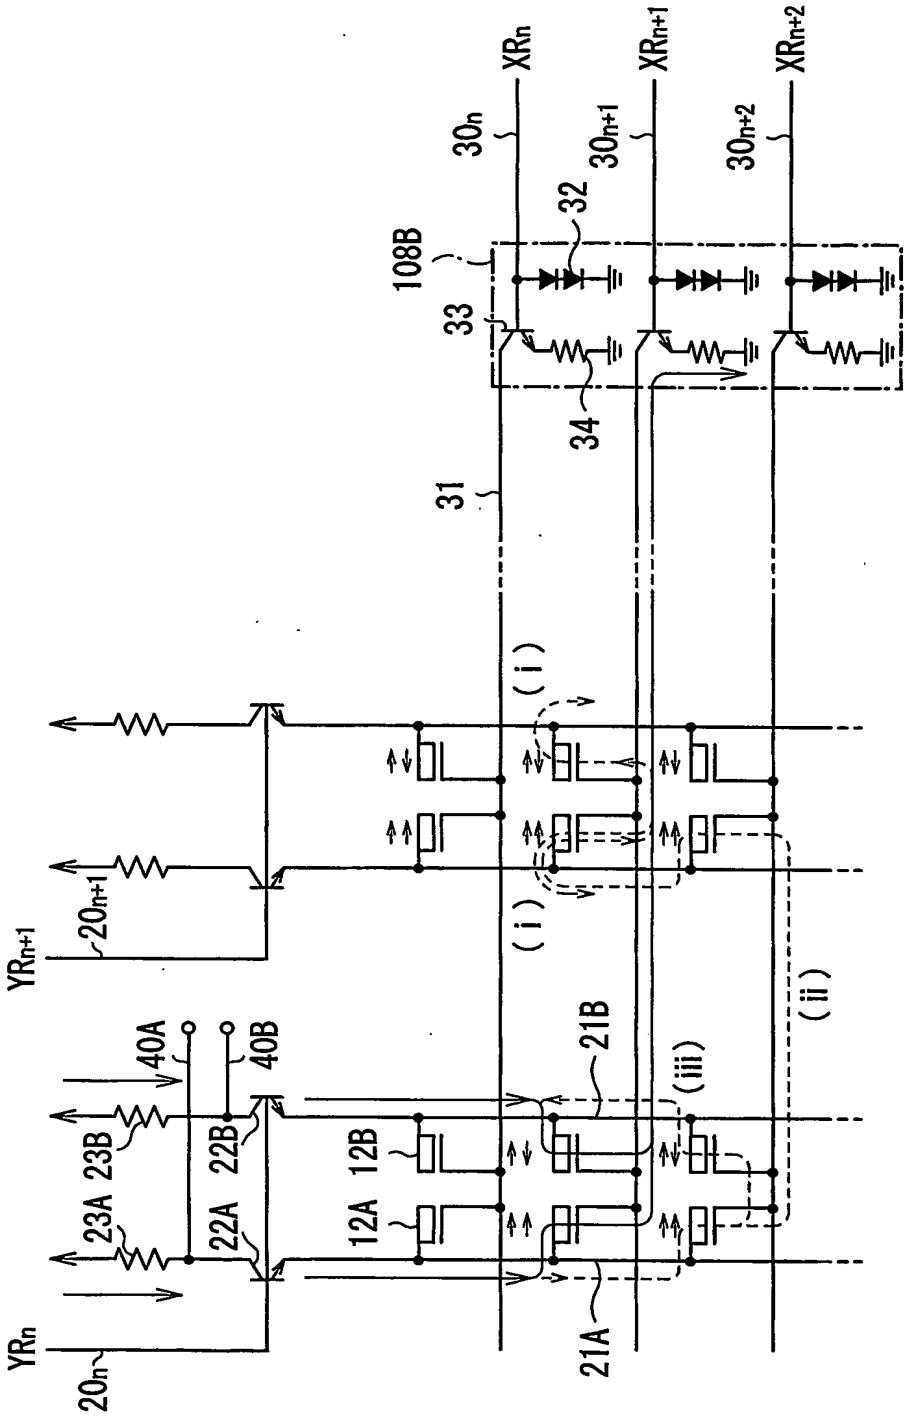 YRn
20n
YRn+1
20n+1
23A
23B
40A
40B
22A
22B
12A
12B
21A
21B
(i)
(i)
(ii)
(iii)
31
108B
33
34
32
30n
XRn
30n+1
XRn+1
30n+2
XRn+2